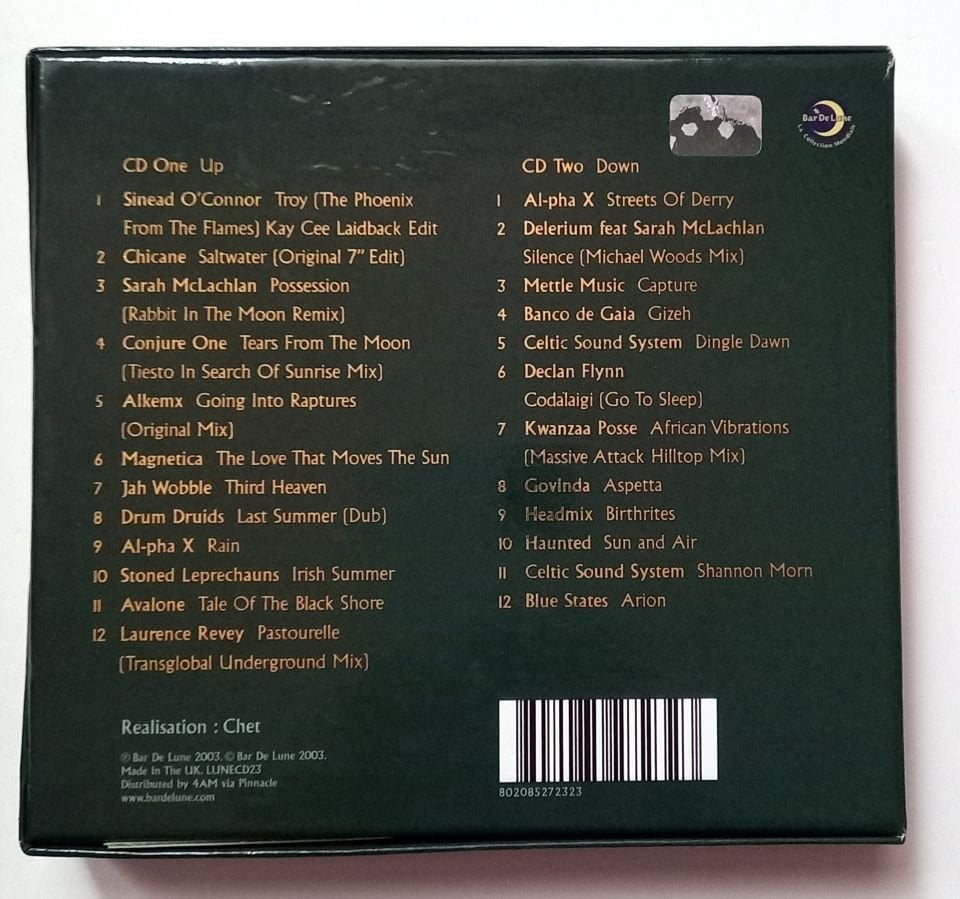 Bar De Lune
La Collection Mondiale
CD One Up
1 Sinead O'Connor Troy (The Phoenix
From The Flames) Kay Cee Laidback Edit
2 Chicane Saltwater (Original 7" Edit)
3 Sarah McLachlan Possession
(Rabbit In The Moon Remix)
4 Conjure One Tears From The Moon
(Tiesto In Search Of Sunrise Mix)
5 Alkemx Going Into Raptures
(Original Mix)
6 Magnetica The Love That Moves The Sun
7 Jah Wobble Third Heaven
8 Drum Druids Last Summer (Dub)
9 Al-pha X Rain
10 Stoned Leprechauns Irish Summer
11 Avalone Tale Of The Black Shore
12 Laurence Revey Pastourelle
(Transglobal Underground Mix)
CD Two Down
1 Al-pha X Streets Of Derry
2 Delerium feat Sarah McLachlan
Silence (Michael Woods Mix)
3 Mettle Music Capture
4 Banco de Gaia Gizeh
5 Celtic Sound System Dingle Dawn
6 Declan Flynn
Codalaigi (Go To Sleep)
7 Kwanzaa Posse African Vibrations
(Massive Attack Hilltop Mix)
8 Govinda Aspetta
9 Headmix Birthrites
10 Haunted Sun and Air
11 Celtic Sound System Shannon Morn
12 Blue States Arion
Realisation : Chet
℗ Bar De Lune 2003. © Bar De Lune 2003.
Made In The UK. LUNECD23
Distributed by 4AM via Pinnacle
www.bardelune.com
802085272323